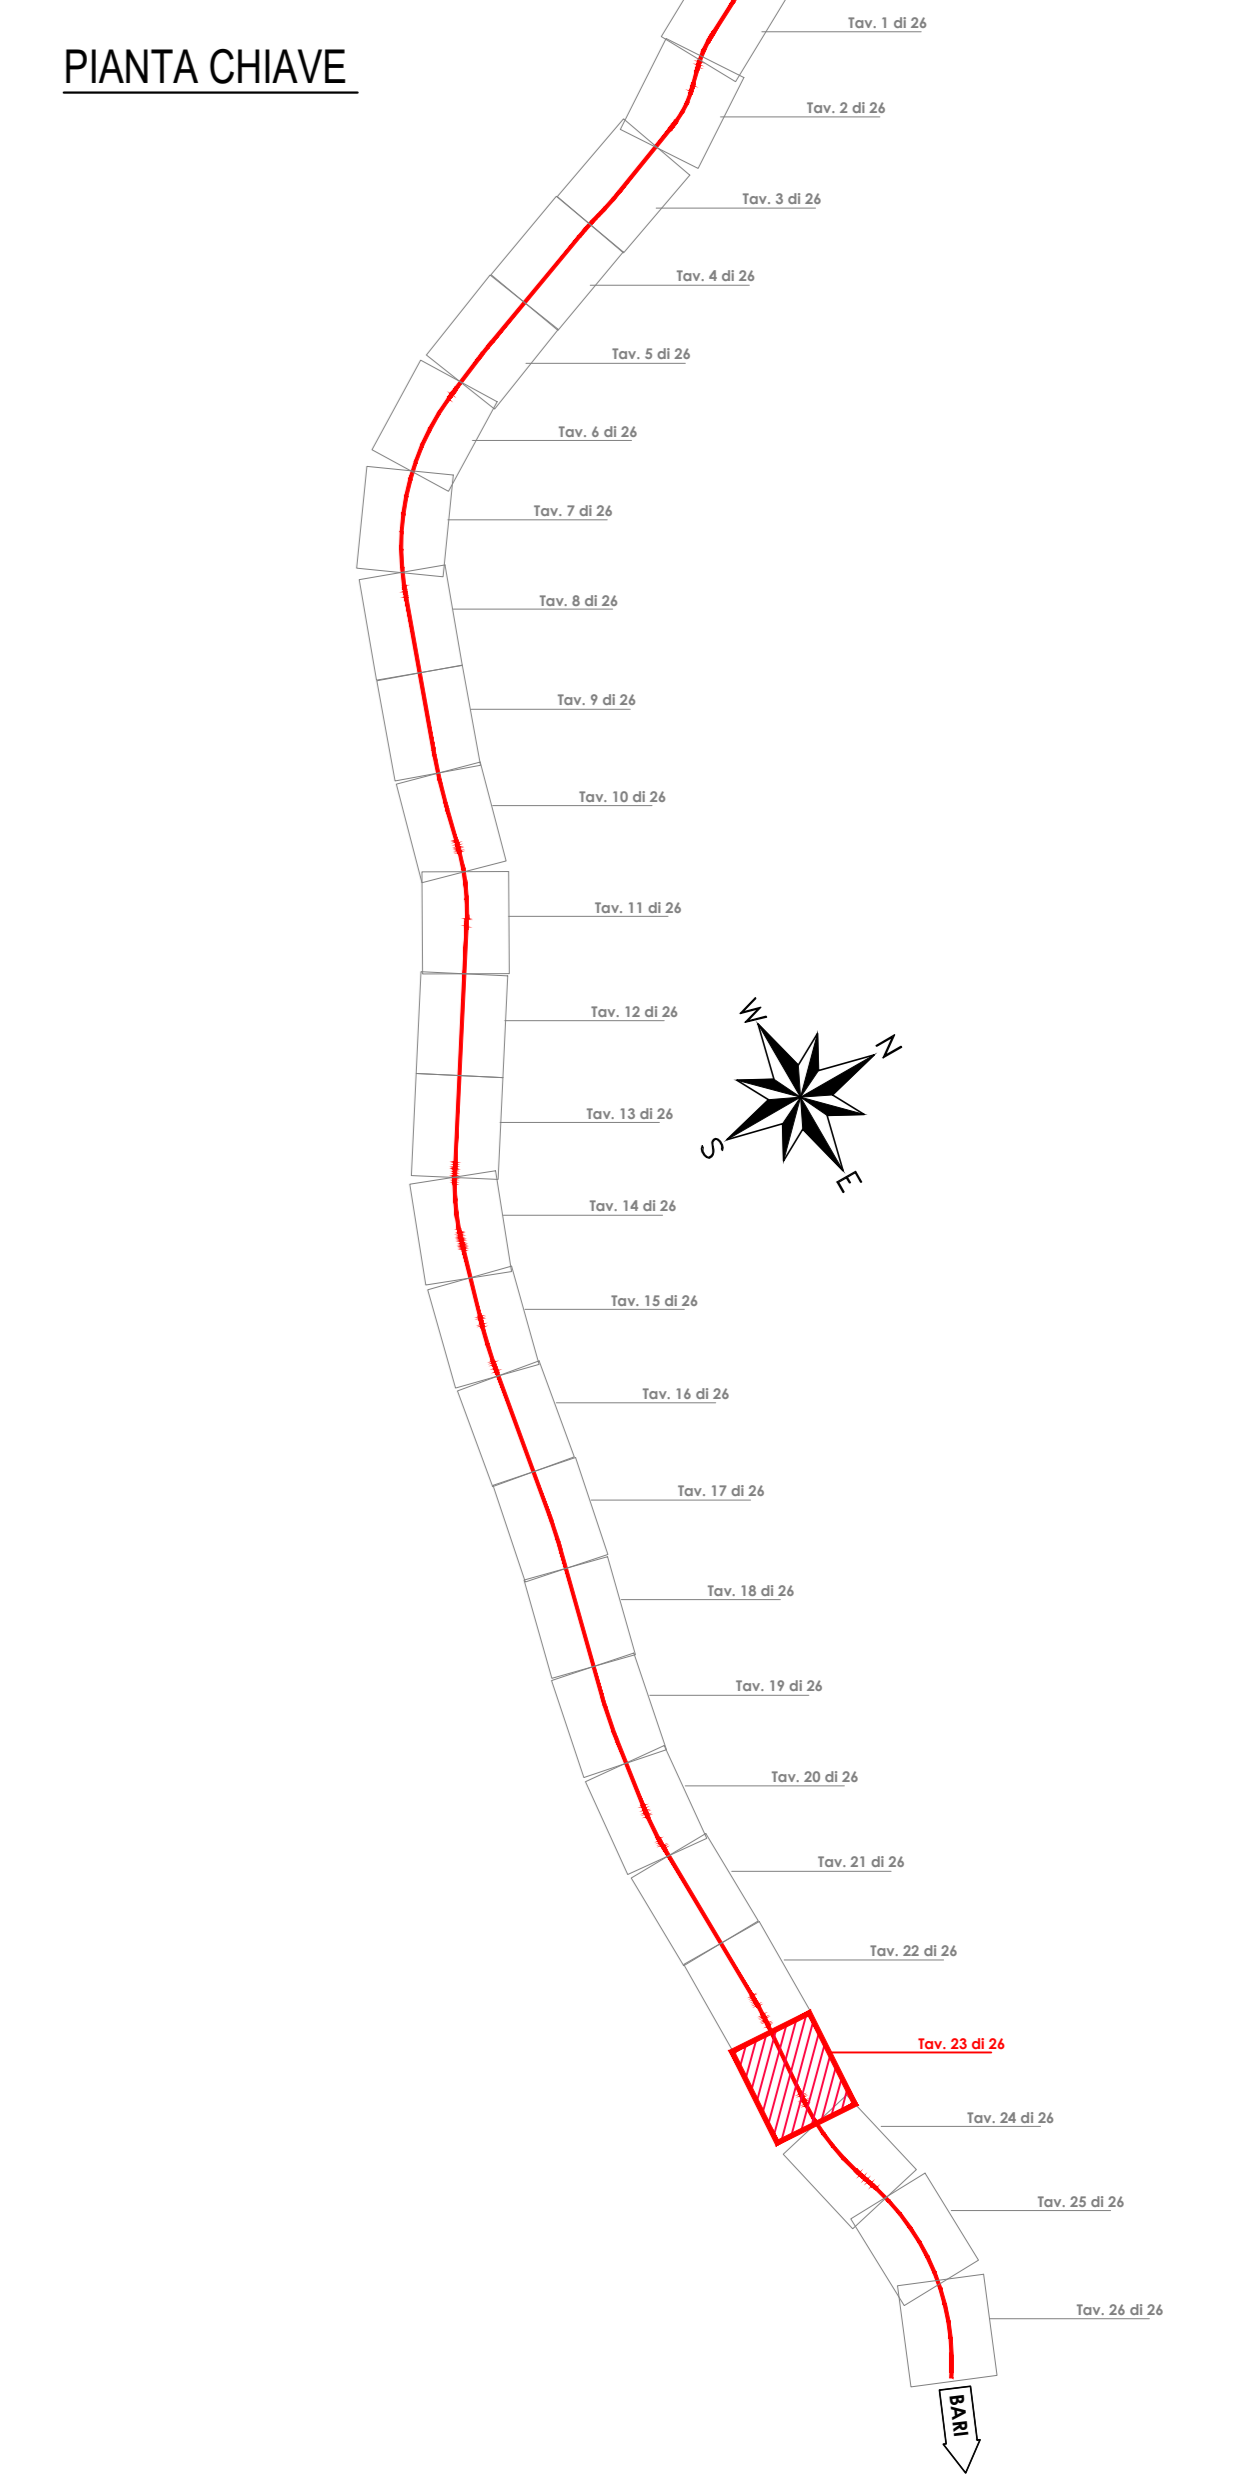 PIANTA CHIAVE
Tav. 1 di 26
Tav. 2 di 26
Tav. 3 di 26
Tav. 4 di 26
Tav. 5 di 26
Tav. 6 di 26
Tav. 7 di 26
Tav. 8 di 26
Tav. 9 di 26
Tav. 10 di 26
Tav. 11 di 26
Tav. 12 di 26
W
N
S
E
Tav. 13 di 26
Tav. 14 di 26
Tav. 15 di 26
Tav. 16 di 26
Tav. 17 di 26
Tav. 18 di 26
Tav. 19 di 26
Tav. 20 di 26
Tav. 21 di 26
Tav. 22 di 26
Tav. 23 di 26
Tav. 24 di 26
Tav. 25 di 26
Tav. 26 di 26
BARI